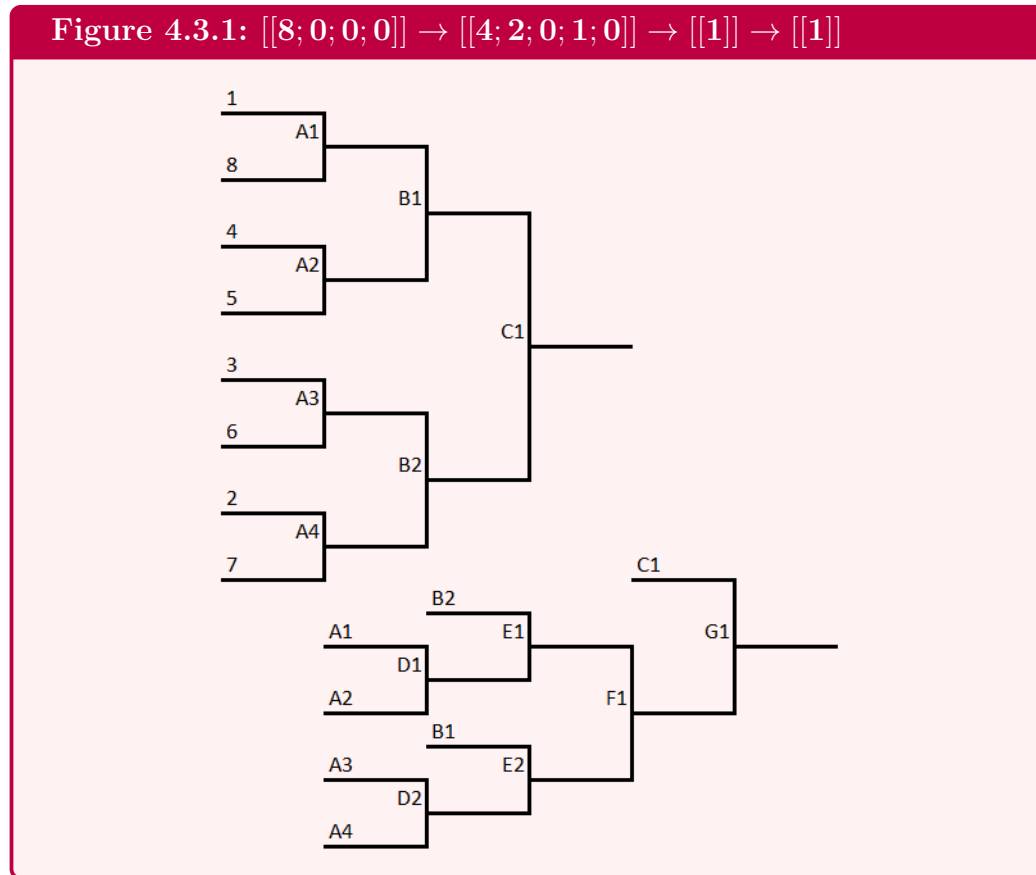 Figure 4.3.1: [[8; 0; 0; 0]] → [[4; 2; 0; 1; 0]] → [[1]] → [[1]]
1
A1
8
B1
4
A2
5
C1
3
A3
6
B2
2
A4
7
C1
B2
A1
E1
G1
D1
A2
F1
B1
A3
E2
D2
A4